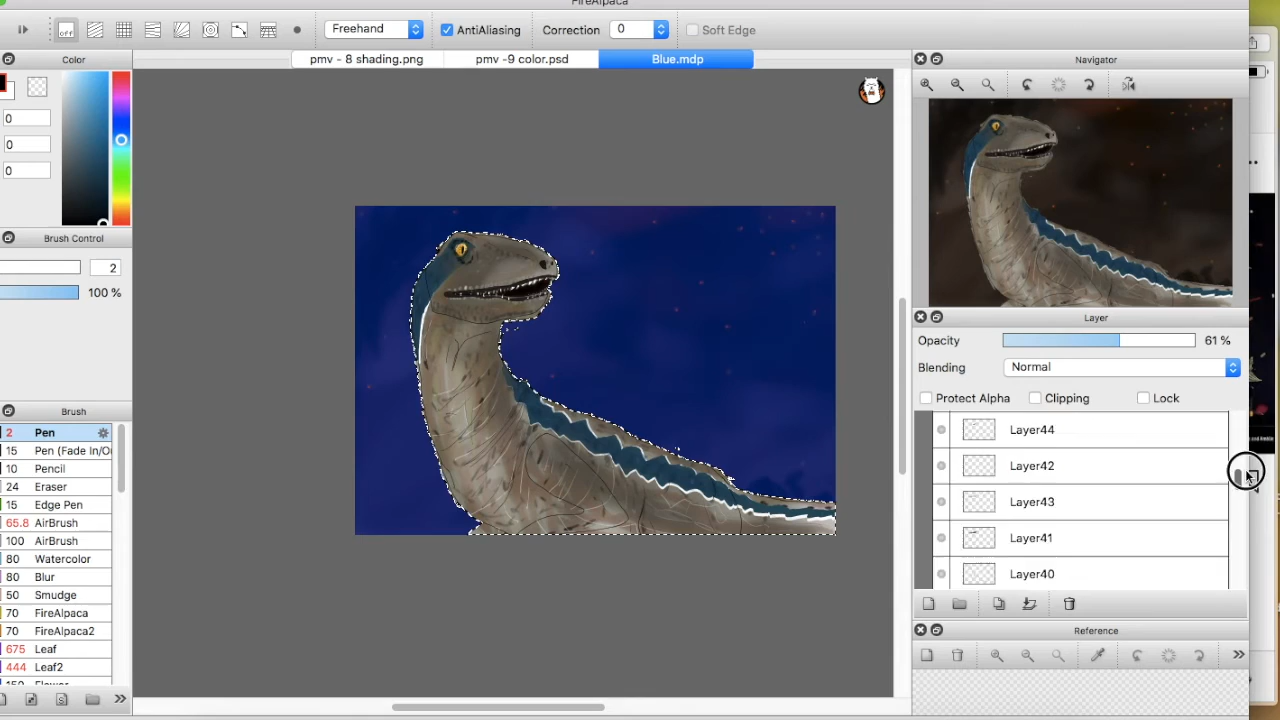 FireAlpaca
off
Freehand
AntiAliasing
Correction
0
Soft Edge
pmv - 8 shading.png
pmv -9 color.psd
Blue.mdp
Color
0
0
0
Brush Control
2
100 %
Brush
2 Pen
15 Pen (Fade In/O
10 Pencil
24 Eraser
15 Edge Pen
65.8 AirBrush
100 AirBrush
80 Watercolor
80 Blur
50 Smudge
70 FireAlpaca
70 FireAlpaca2
675 Leaf
444 Leaf2
Navigator
Layer
Opacity
61 %
Blending
Normal
Protect Alpha
Clipping
Lock
Layer44
Layer42
Layer43
Layer41
Layer40
Reference